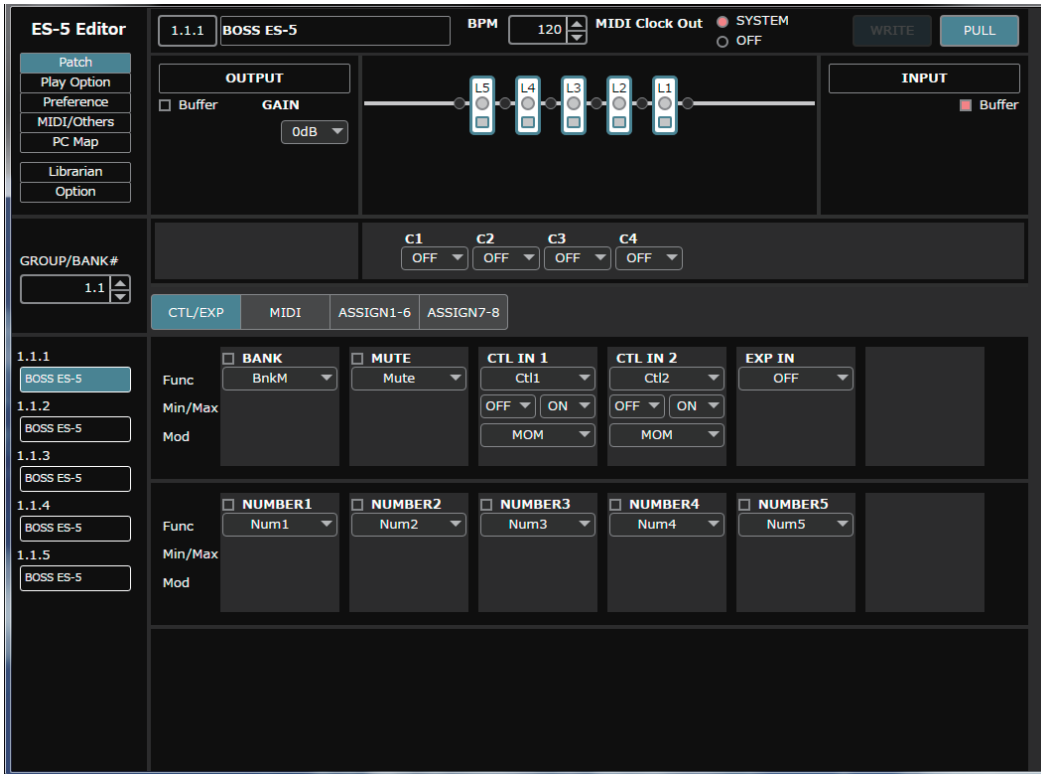 ES-5 Editor
1.1.1 BOSS ES-5 BPM 120 MIDI Clock Out SYSTEM
OFF
WRITE PULL
Patch
Play Option
Preference
MIDI/Others
PC Map
Librarian
Option
OUTPUT
Buffer GAIN
0dB
L5 L4 L3 L2 L1
INPUT
Buffer
GROUP/BANK#
1.1
C1 C2 C3 C4
OFF OFF OFF OFF
CTL/EXP MIDI ASSIGN1-6 ASSIGN7-8
1.1.1
BOSS ES-5
1.1.2
BOSS ES-5
1.1.3
BOSS ES-5
1.1.4
BOSS ES-5
1.1.5
BOSS ES-5
BANK MUTE CTL IN 1 CTL IN 2 EXP IN
Func BnkM Mute Ctl1 Ctl2 OFF
Min/Max OFF ON OFF ON
Mod MOM MOM
NUMBER1 NUMBER2 NUMBER3 NUMBER4 NUMBER5
Func Num1 Num2 Num3 Num4 Num5
Min/Max
Mod